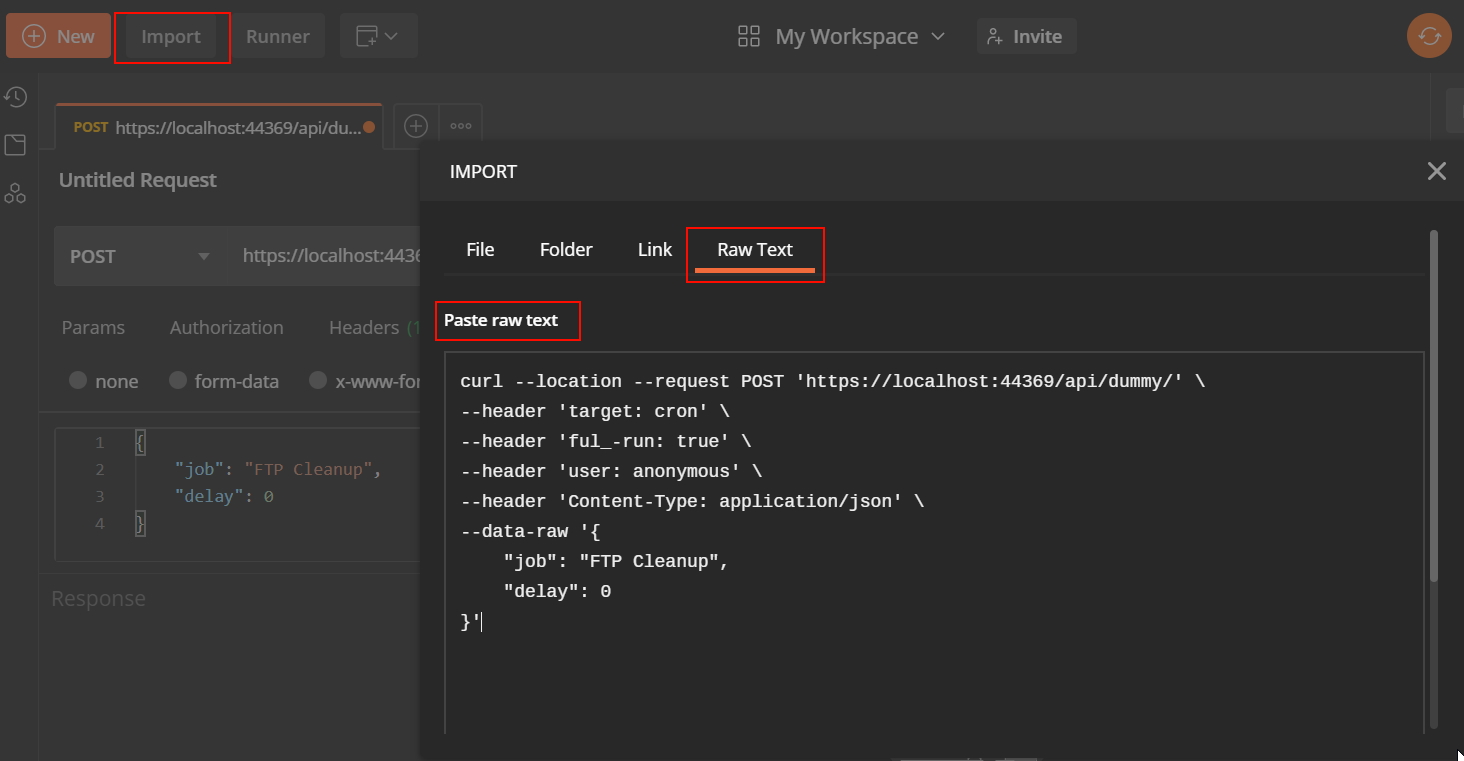 New Import Runner My Workspace Invite
POST https://localhost:44369/api/du...
Untitled Request
IMPORT
POST https://localhost:4436
File Folder Link Raw Text
Params Authorization Headers (1
Paste raw text
none form-data x-www-for
1 {
2 "job": "FTP Cleanup",
3 "delay": 0
4 }
Response
curl --location --request POST 'https://localhost:44369/api/dummy/' \
--header 'target: cron' \
--header 'ful_-run: true' \
--header 'user: anonymous' \
--header 'Content-Type: application/json' \
--data-raw '{
"job": "FTP Cleanup",
"delay": 0
}'